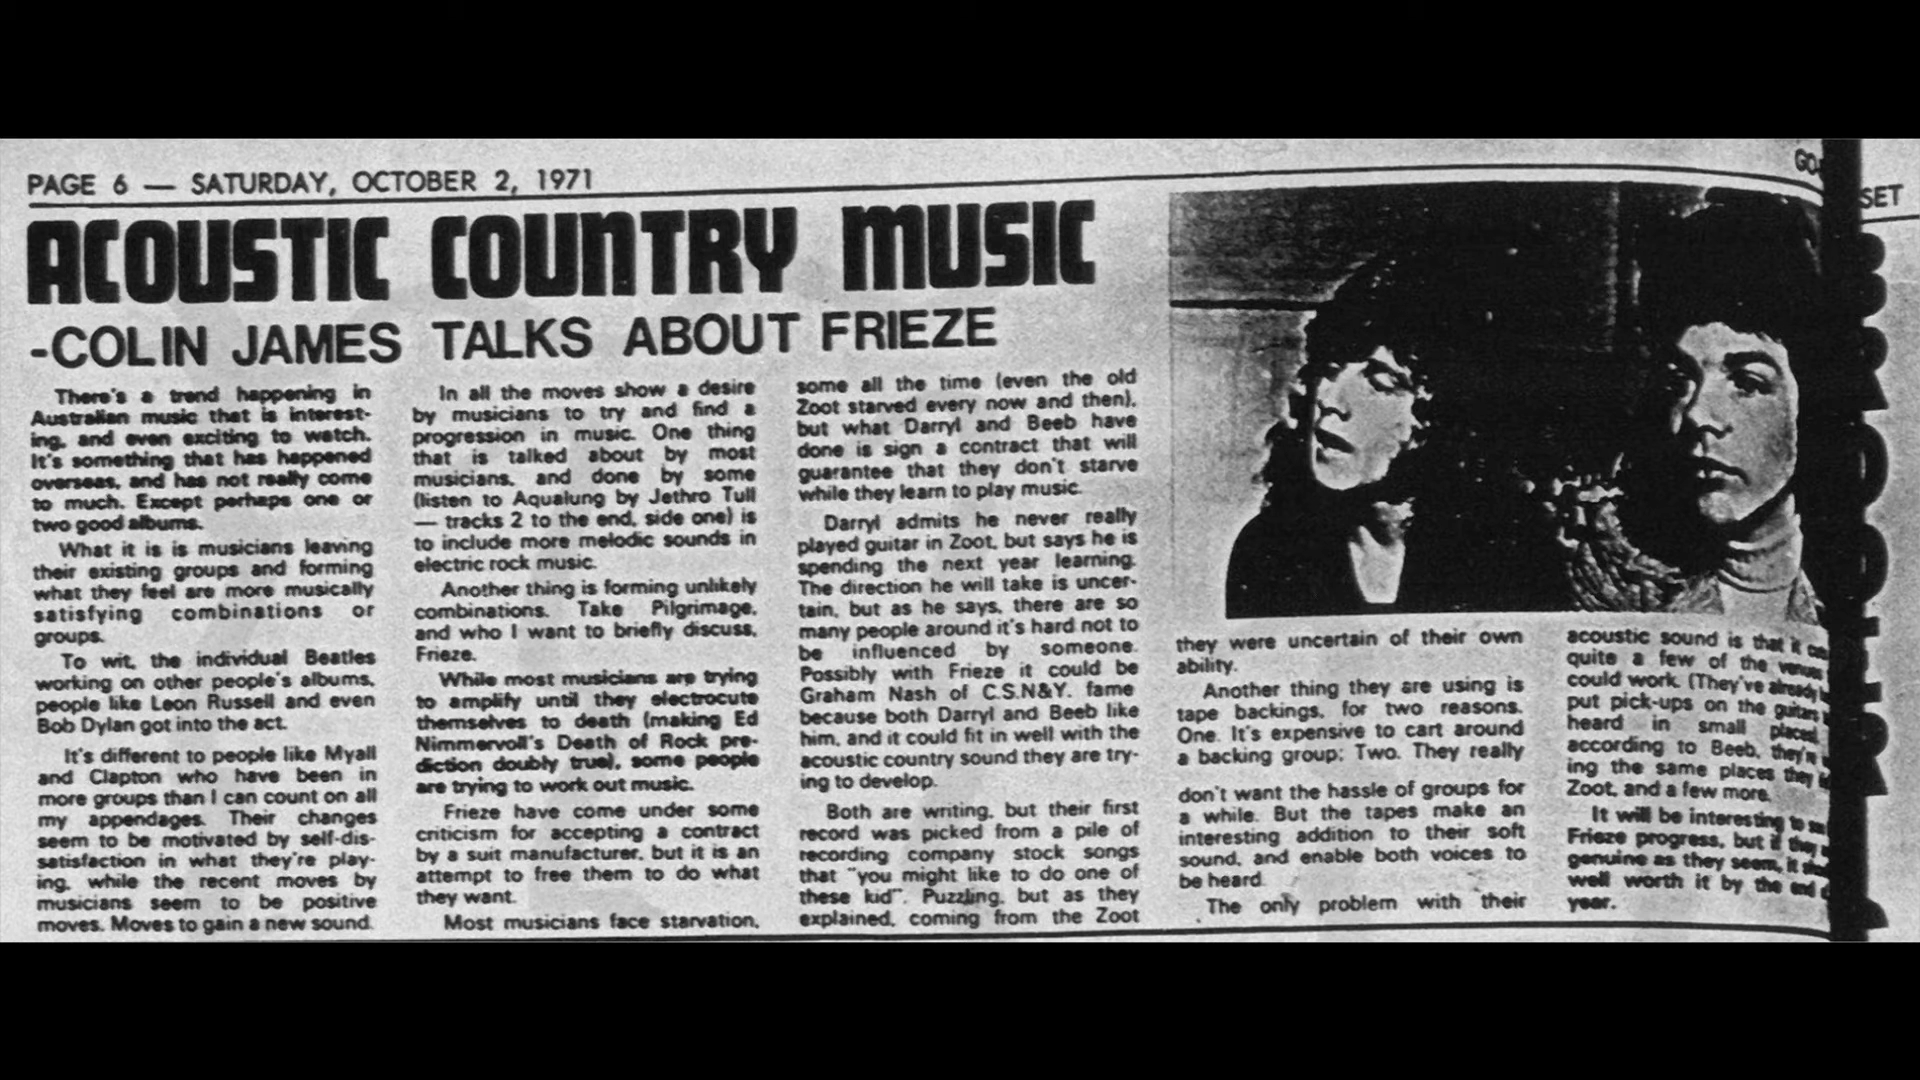 PAGE 6 — SATURDAY, OCTOBER 2, 1971
SET
ACOUSTIC COUNTRY MUSIC
-COLIN JAMES TALKS ABOUT FRIEZE
There's a trend happening in
Australian music that is interest-
ing, and even exciting to watch.
It's something that has happened
overseas, and has not really come
to much. Except perhaps one or
two good albums.
What it is is musicians leaving
their existing groups and forming
what they feel are more musically
satisfying combinations or
groups.
To wit, the individual Beatles
working on other people's albums,
people like Leon Russell and even
Bob Dylan got into the act.
It's different to people like Myall
and Clapton who have been in
more groups than I can count on all
my appendages. Their changes
seem to be motivated by self-dis-
satisfaction in what they're play-
ing, while the recent moves by
musicians seem to be positive
moves. Moves to gain a new sound.
In all the moves show a desire
by musicians to try and find a
progression in music. One thing
that is talked about by most
musicians, and done by some
(listen to Aqualung by Jethro Tull
— tracks 2 to the end, side one) is
to include more melodic sounds in
electric rock music.
Another thing is forming unlikely
combinations. Take Pilgrimage,
and who I want to briefly discuss,
Frieze.
While most musicians are trying
to amplify until they electrocute
themselves to death (making Ed
Nimmervoll's Death of Rock pre-
diction doubly true), some people
are trying to work out music.
Frieze have come under some
criticism for accepting a contract
by a suit manufacturer, but it is an
attempt to free them to do what
they want.
Most musicians face starvation,
some all the time (even the old
Zoot starved every now and then),
but what Darryl and Beeb have
done is sign a contract that will
guarantee that they don't starve
while they learn to play music.
Darryl admits he never really
played guitar in Zoot, but says he is
spending the next year learning.
The direction he will take is uncer-
tain, but as he says, there are so
many people around it's hard not to
be influenced by someone.
Possibly with Frieze it could be
Graham Nash of C.S.N&Y. fame
because both Darryl and Beeb like
him, and it could fit in well with the
acoustic country sound they are try-
ing to develop.
Both are writing, but their first
record was picked from a pile of
recording company stock songs
that "you might like to do one of
these kid". Puzzling, but as they
explained, coming from the Zoot
they were uncertain of their own
ability.
Another thing they are using is
tape backings, for two reasons.
One. It's expensive to cart around
a backing group; Two. They really
don't want the hassle of groups for
a while. But the tapes make an
interesting addition to their soft
sound, and enable both voices to
be heard.
The only problem with their
acoustic sound is that it
quite a few of the venues
could work. (They've already
put pick-ups on the guitars
heard in small places,
according to Beeb, they're
ing the same places they
Zoot, and a few more.
It will be interesting to
Frieze progress, but if they
genuine as they seem, it
well worth it by the end
year.